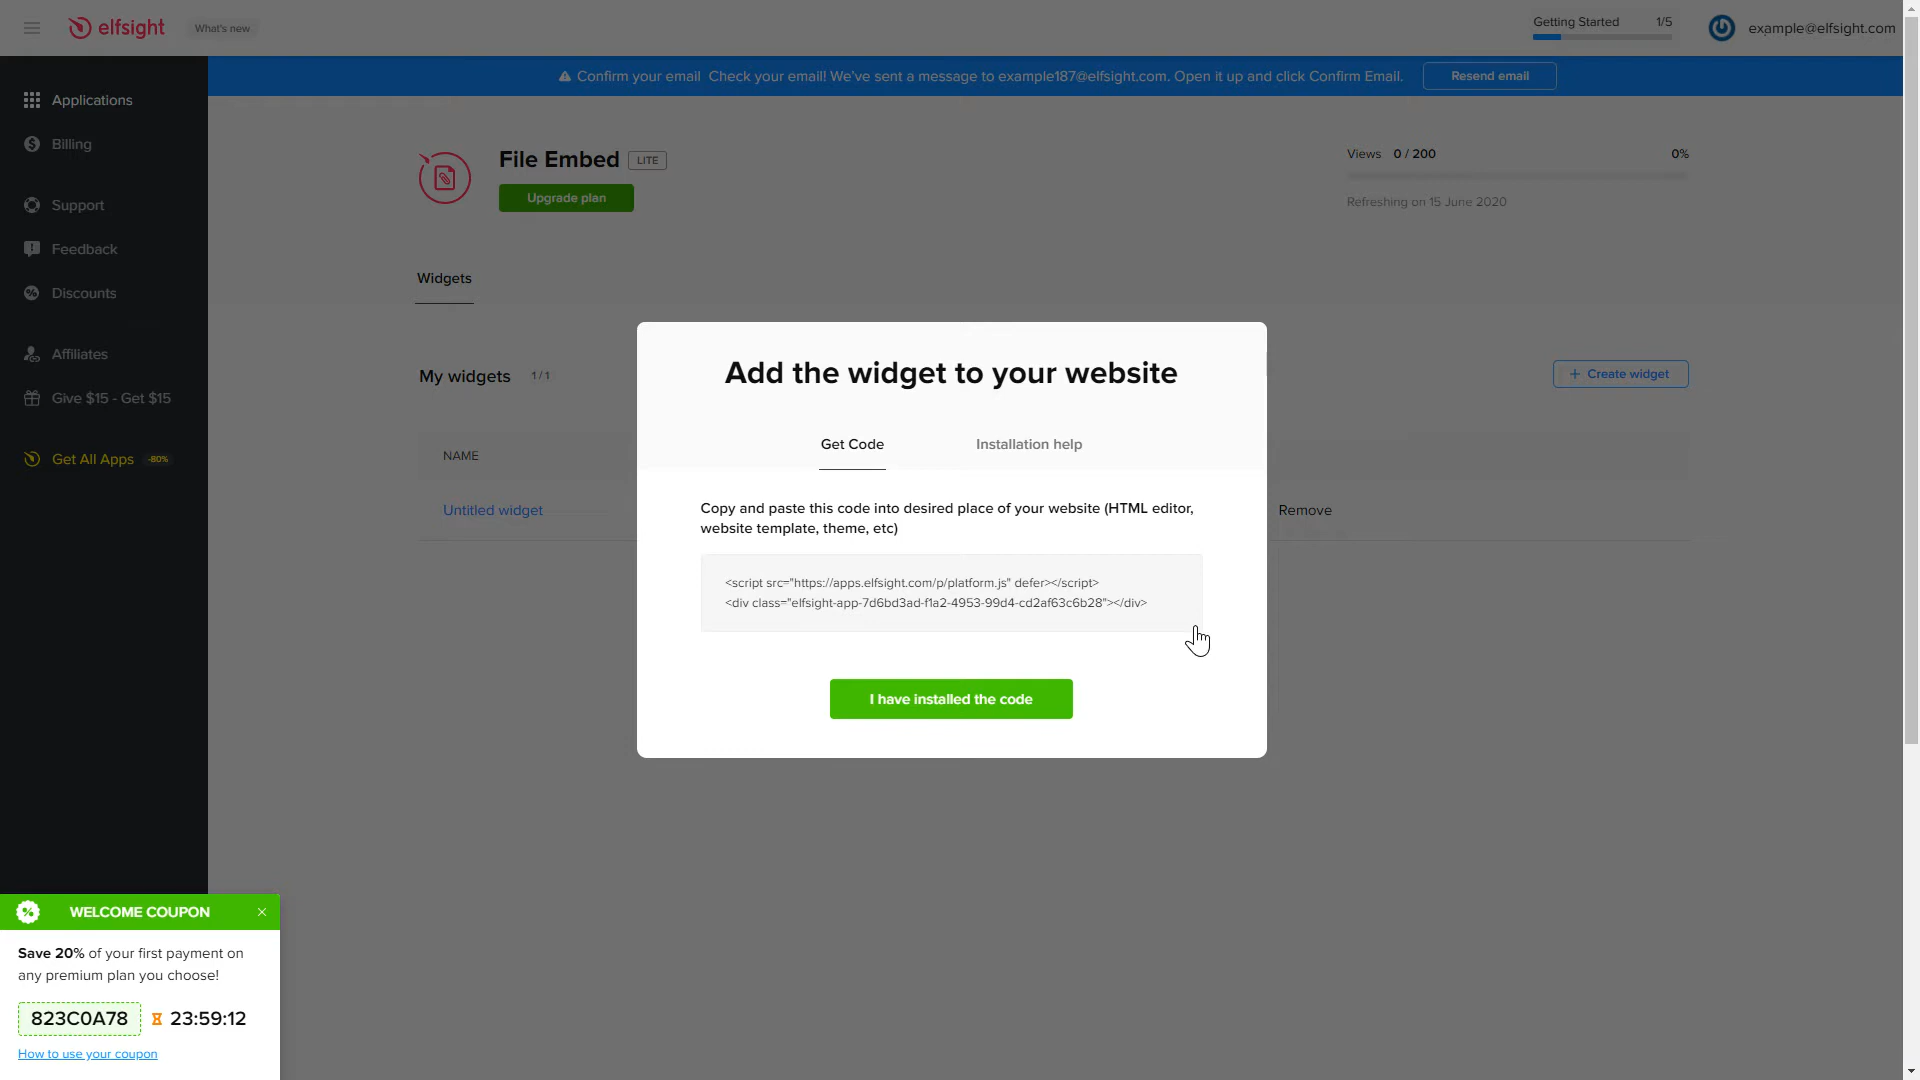 elfsight
What's new
Getting Started 1/5
example@elfsight.com
Confirm your email Check your email! We've sent a message to example187@elfsight.com. Open it up and click Confirm Email.
Resend email
Applications
Billing
Support
Feedback
Discounts
Affiliates
Give $15 - Get $15
Get All Apps -80%
File Embed LITE
Upgrade plan
Views 0 / 200 0%
Refreshing on 15 June 2020
Widgets
My widgets 1 / 1
+ Create widget
NAME
Untitled widget
Remove
Add the widget to your website
Get Code Installation help
Copy and paste this code into desired place of your website (HTML editor,
website template, theme, etc)
<script src="https://apps.elfsight.com/p/platform.js" defer></script>
<div class="elfsight-app-7d6bd3ad-f1a2-4953-99d4-cd2af63c6b28"></div>
I have installed the code
WELCOME COUPON
Save 20% of your first payment on
any premium plan you choose!
823C0A78 23:59:12
How to use your coupon